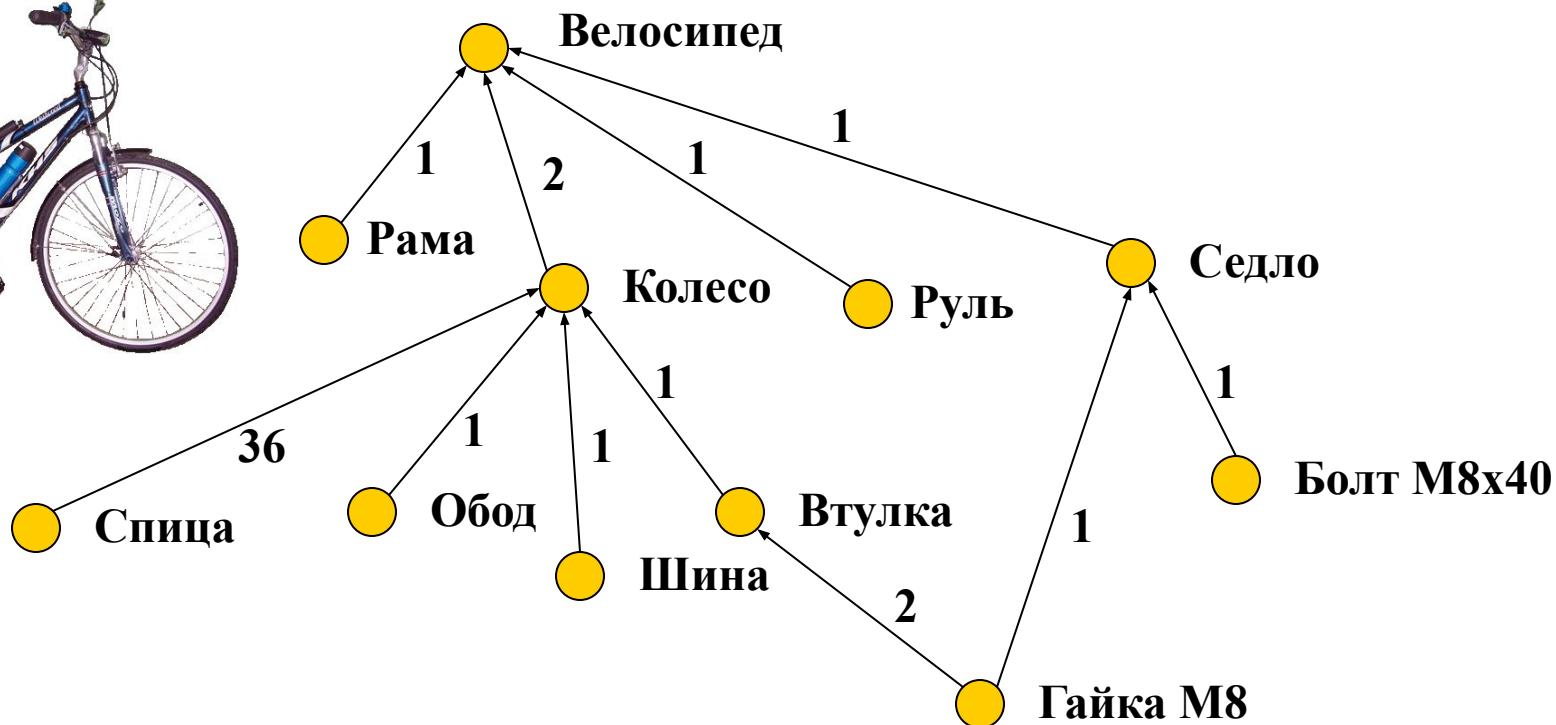 Велосипед
1
1
2
1
Рама
Колесо
Руль
Седло
36
1
1
1
1
1
2
Спица
Обод
Шина
Втулка
Болт М8х40
Гайка М8